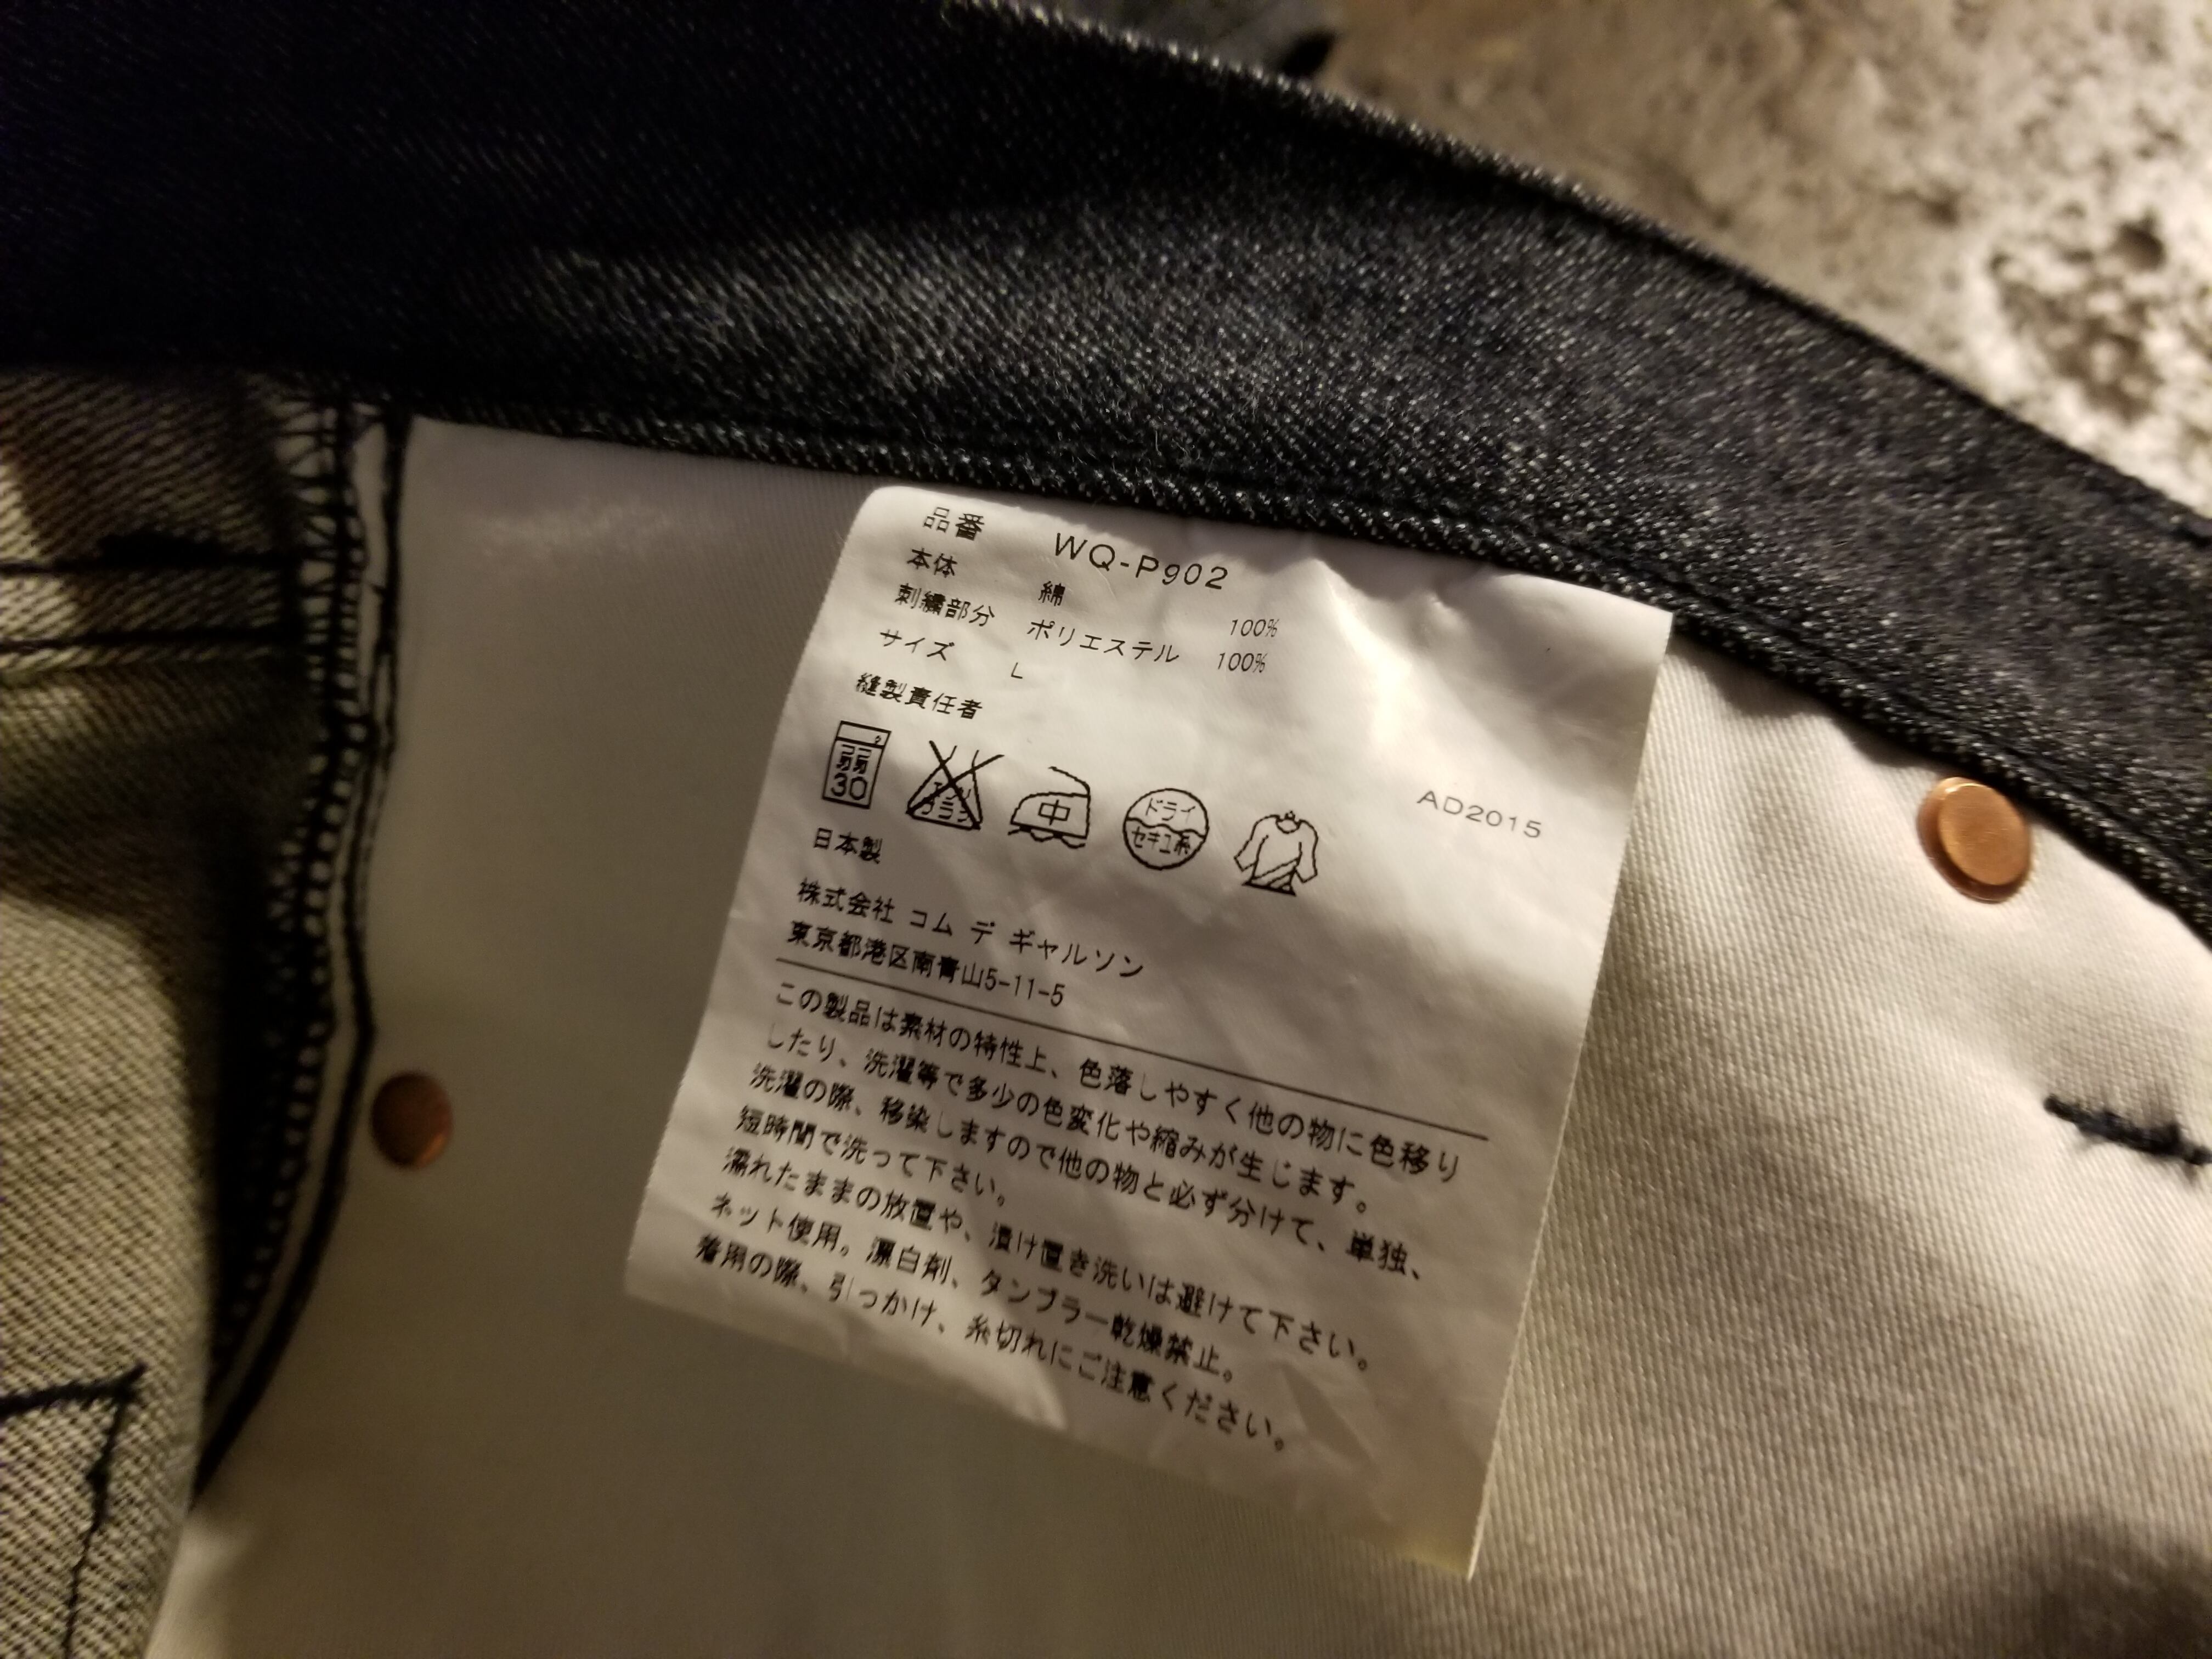 品番 WQ-P902
本体 綿 100%
刺繍部分 ポリエステル 100%
サイズ L
縫製責任者
弱
30
エンソ
サラシ
中
ドライ
セキユ系
AD2015
日本製
株式会社 コム デ ギャルソン
東京都港区南青山5-11-5
この製品は素材の特性上、色落しやすく他の物に色移り
したり、洗濯等で多少の色変化や縮みが生じます。
洗濯の際、移染しますので他の物と必ず分けて、単独、
短時間で洗って下さい。
濡れたままの放置や、漬け置き洗いは避けて下さい。
ネット使用。漂白剤、タンブラー乾燥禁止。
着用の際、引っかけ、糸切れにご注意ください。